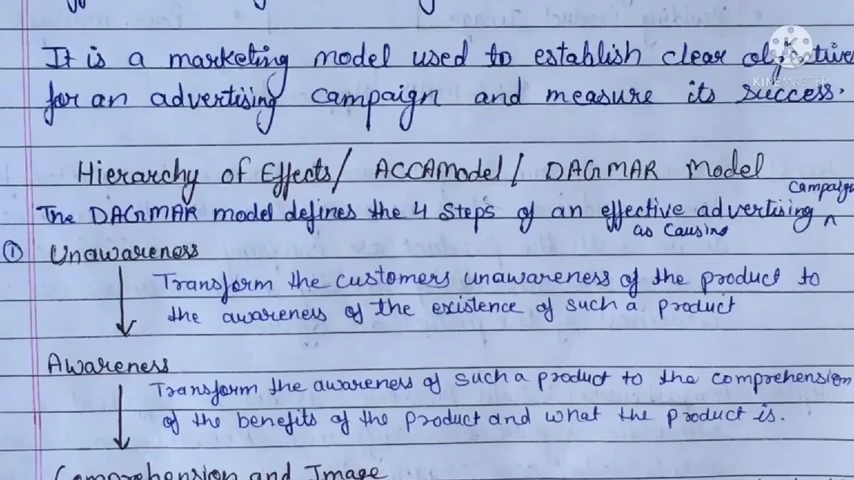 It is a marketing model used to establish clear objective
for an advertising campaign and measure its success.
KINEMASTER
Hierarchy of Effects/ ACCAModel/ DAGMAR Model
campaign
The DAGMAR model defines the 4 Steps of an effective advertising ^
as causing
① Unawareness
Transform the customers unawareness of the product to
the awareness of the existence of such a product
Awareness
Transform the awareness of such a product to the comprehension
of the benefits of the product and what the product is.
Comprehension and Image